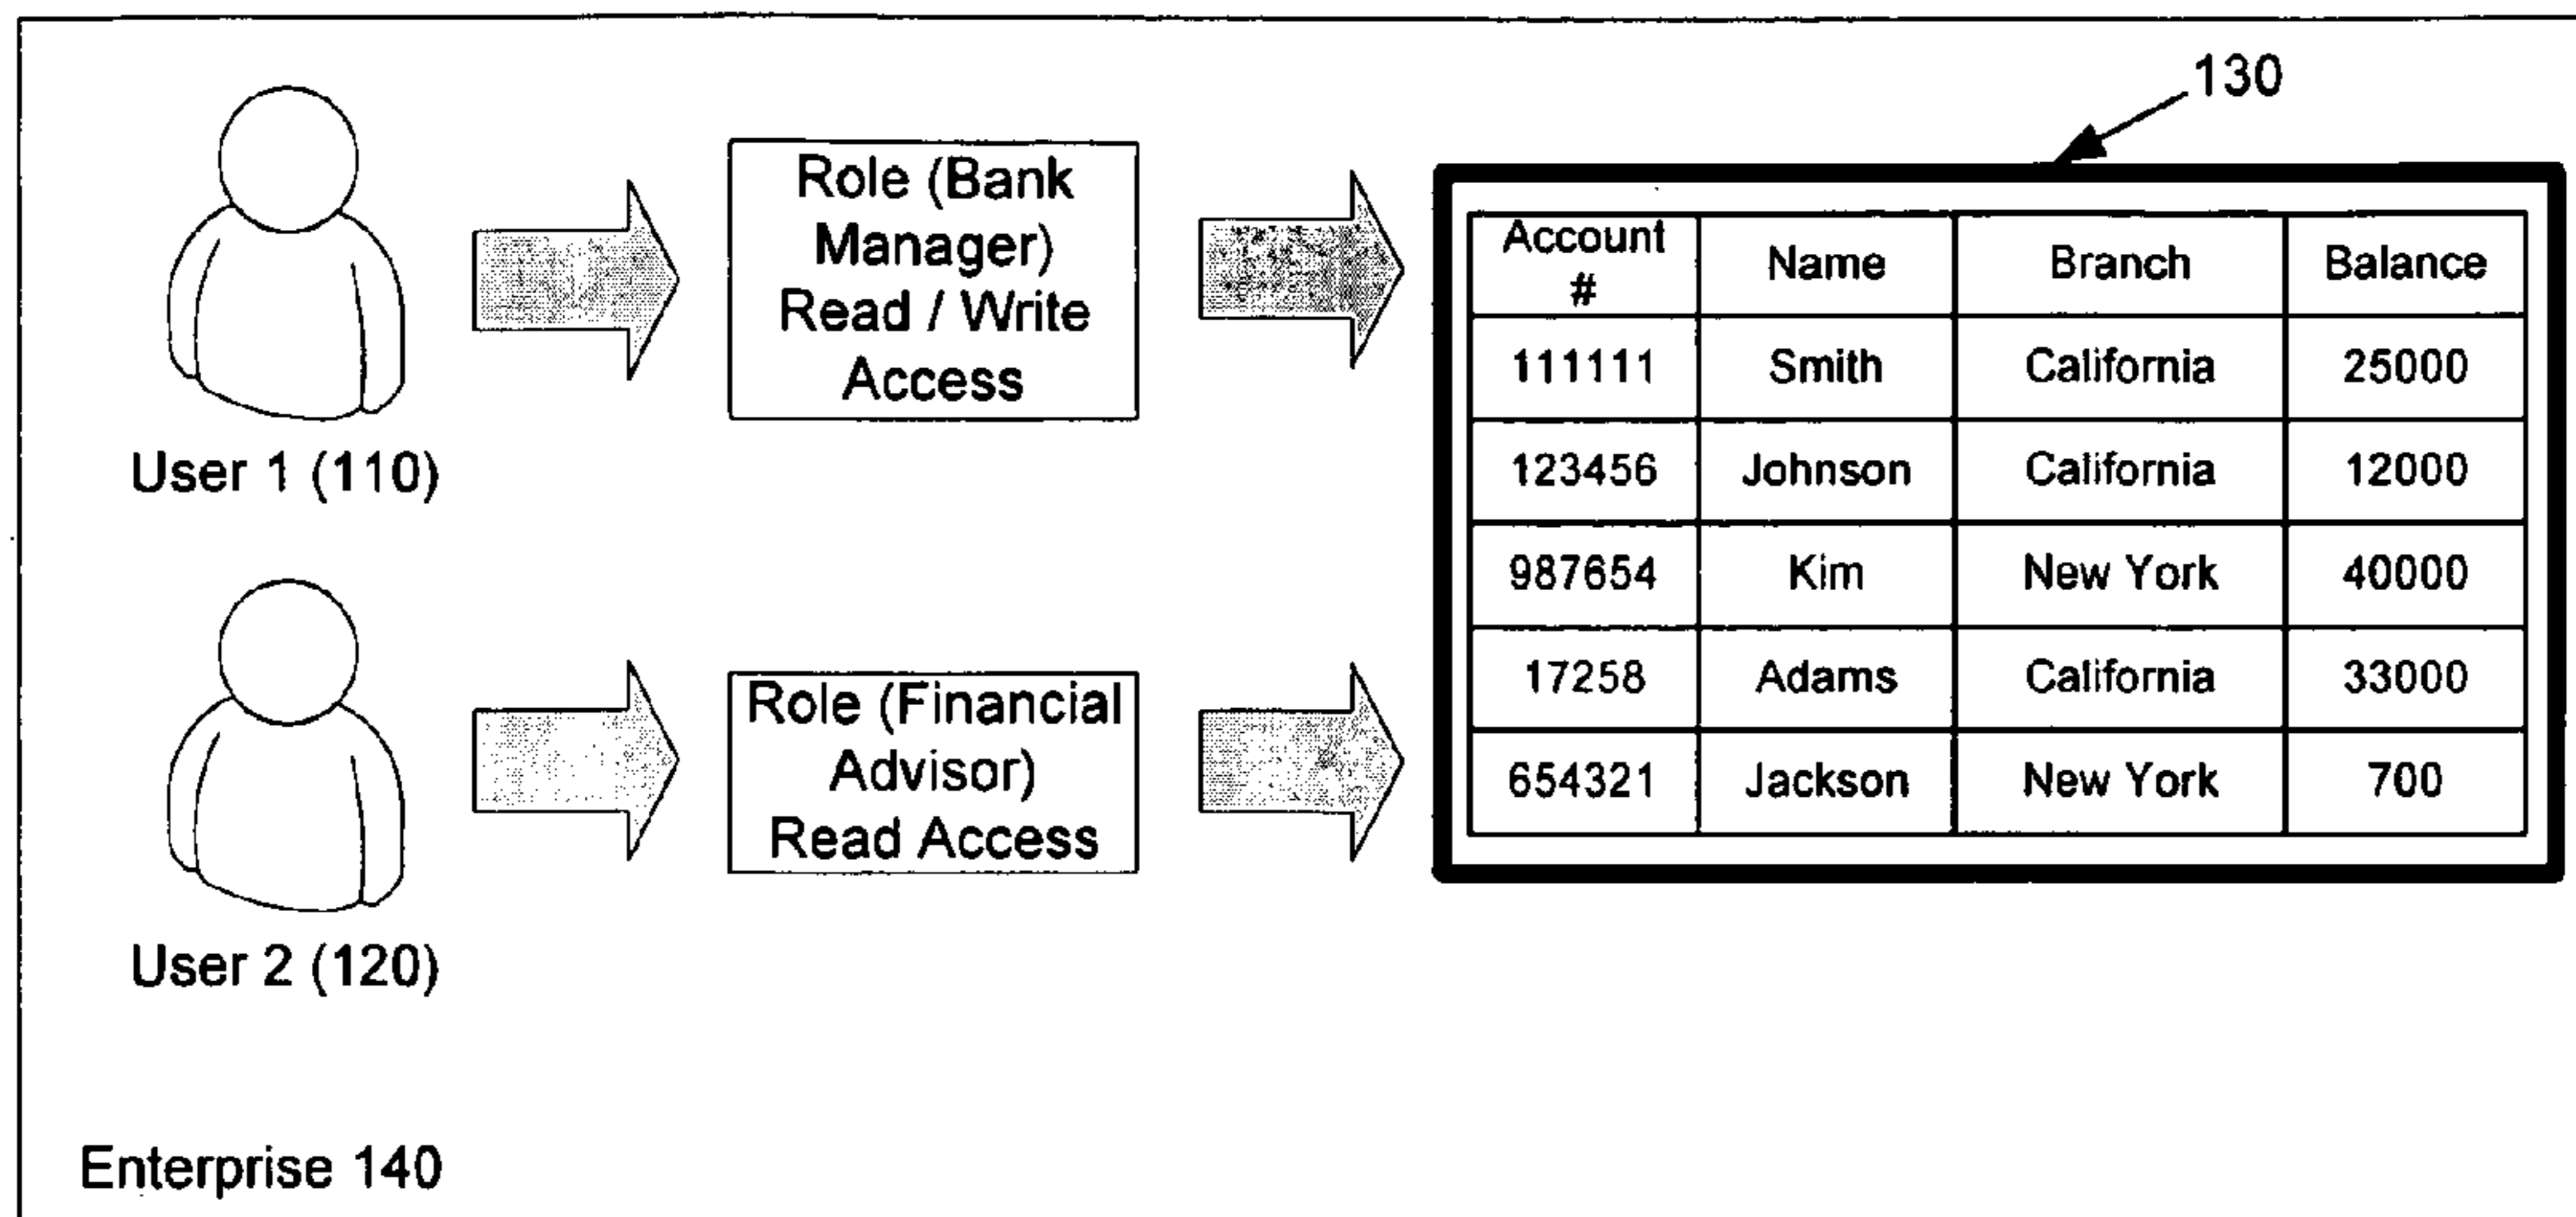 130
Role (Bank
Manager)
Read / Write
Access
User 1 (110)
Role (Financial
Advisor)
Read Access
User 2 (120)
Account
# Name Branch Balance
111111 Smith California 25000
123456 Johnson California 12000
987654 Kim New York 40000
17258 Adams California 33000
654321 Jackson New York 700
Enterprise 140